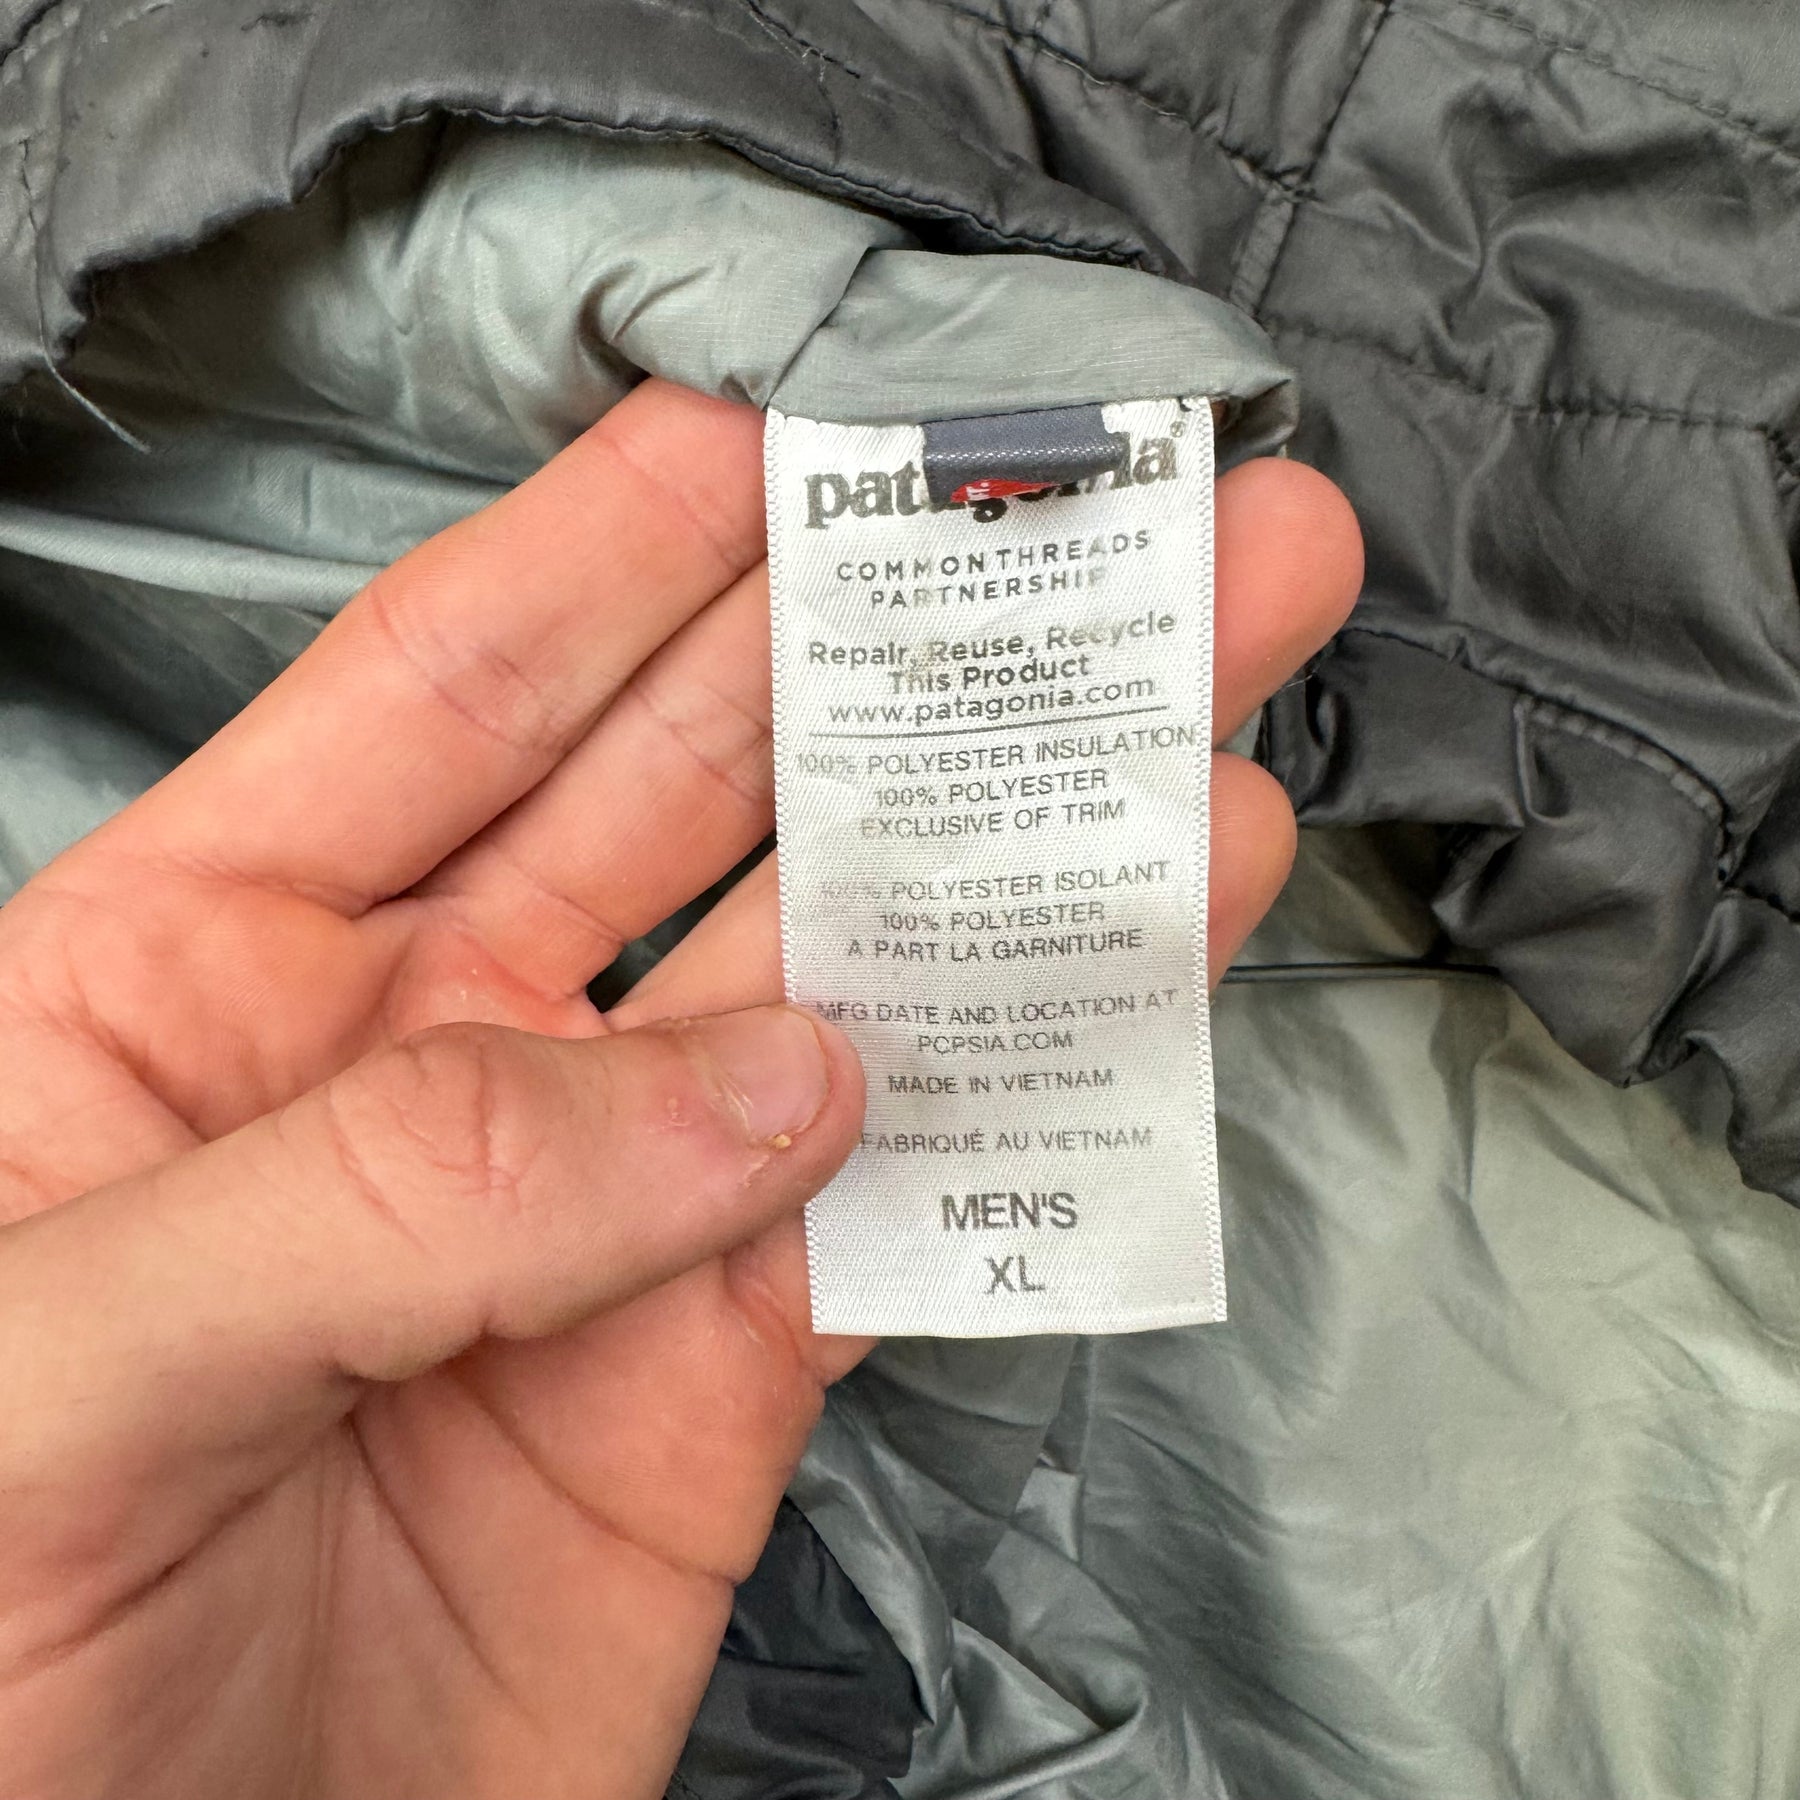 patagonia
COMMON THREADS
PARTNERSHIP
Repair, Reuse, Recycle
This Product
www.patagonia.com
100% POLYESTER INSULATION
100% POLYESTER
EXCLUSIVE OF TRIM
100% POLYESTER ISOLANT
100% POLYESTER
A PART LA GARNITURE
MFG DATE AND LOCATION AT
PCPSIA.COM
MADE IN VIETNAM
FABRIQUÉ AU VIETNAM
MEN'S
XL